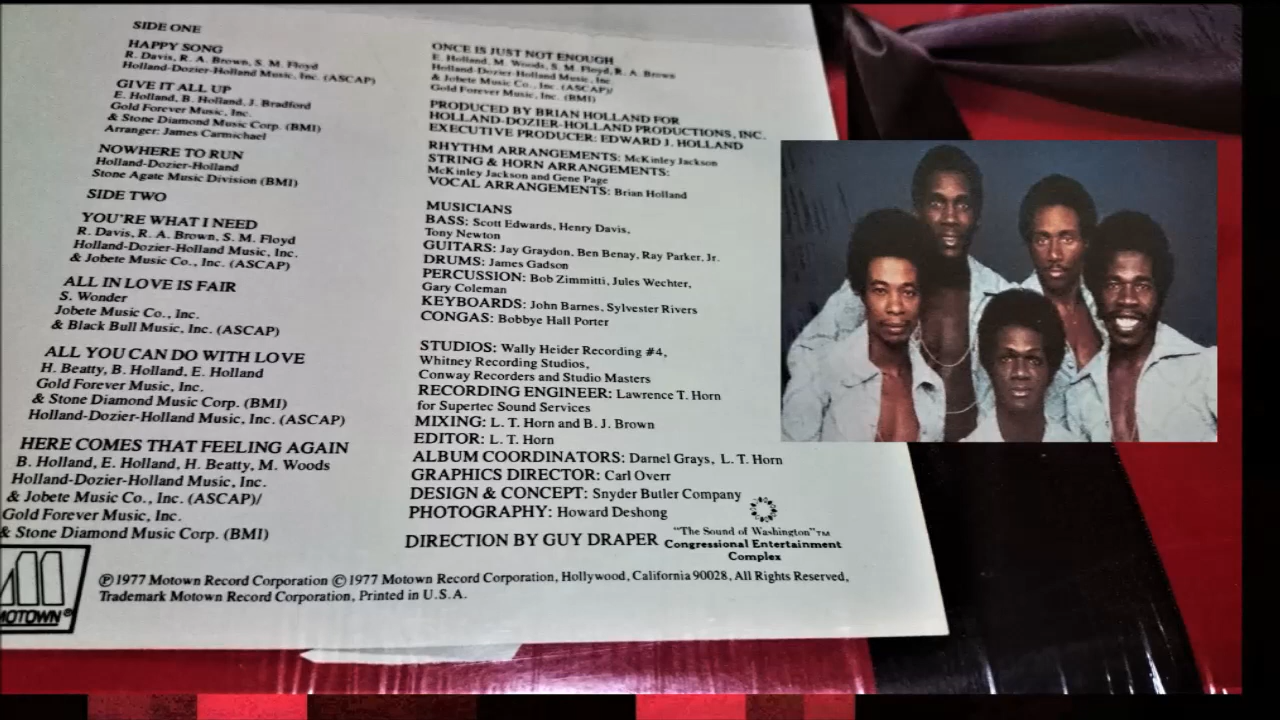 SIDE ONE
HAPPY SONG
R. Davis, R. A. Brown, S. M. Floyd
Holland-Dozier-Holland Music, Inc. (ASCAP)
GIVE IT ALL UP
E. Holland, B. Holland, J. Bradford
Gold Forever Music, Inc.
& Stone Diamond Music Corp. (BMI)
Arranger: James Carmichael
NOWHERE TO RUN
Holland-Dozier-Holland
Stone Agate Music Division (BMI)
SIDE TWO
YOU'RE WHAT I NEED
R. Davis, R. A. Brown, S. M. Floyd
Holland-Dozier-Holland Music, Inc.
& Jobete Music Co., Inc. (ASCAP)
ALL IN LOVE IS FAIR
S. Wonder
Jobete Music Co., Inc.
& Black Bull Music, Inc. (ASCAP)
ALL YOU CAN DO WITH LOVE
H. Beatty, B. Holland, E. Holland
Gold Forever Music, Inc.
& Stone Diamond Music Corp. (BMI)
Holland-Dozier-Holland Music, Inc. (ASCAP)
HERE COMES THAT FEELING AGAIN
B. Holland, E. Holland, H. Beatty, M. Woods
Holland-Dozier-Holland Music, Inc.
& Jobete Music Co., Inc. (ASCAP)/
Gold Forever Music, Inc.
& Stone Diamond Music Corp. (BMI)
ONCE IS JUST NOT ENOUGH
E. Holland, M. Woods, S. M. Floyd, R. A. Brown
Holland-Dozier-Holland Music, Inc.
& Jobete Music Co., Inc. (ASCAP)/
Gold Forever Music, Inc. (BMI)
PRODUCED BY BRIAN HOLLAND FOR
HOLLAND-DOZIER-HOLLAND PRODUCTIONS, INC.
EXECUTIVE PRODUCER: EDWARD J. HOLLAND
RHYTHM ARRANGEMENTS: McKinley Jackson
STRING & HORN ARRANGEMENTS:
McKinley Jackson and Gene Page
VOCAL ARRANGEMENTS: Brian Holland
MUSICIANS
BASS: Scott Edwards, Henry Davis,
Tony Newton
GUITARS: Jay Graydon, Ben Benay, Ray Parker, Jr.
DRUMS: James Gadson
PERCUSSION: Bob Zimmitti, Jules Wechter,
Gary Coleman
KEYBOARDS: John Barnes, Sylvester Rivers
CONGAS: Bobbye Hall Porter
STUDIOS: Wally Heider Recording #4,
Whitney Recording Studios,
Conway Recorders and Studio Masters
RECORDING ENGINEER: Lawrence T. Horn
for Supertec Sound Services
MIXING: L. T. Horn and B. J. Brown
EDITOR: L. T. Horn
ALBUM COORDINATORS: Darnel Grays, L. T. Horn
GRAPHICS DIRECTOR: Carl Overr
DESIGN & CONCEPT: Snyder Butler Company
PHOTOGRAPHY: Howard Deshong
DIRECTION BY GUY DRAPER
"The Sound of Washington"™
Congressional Entertainment
Complex
MOTOWN®
℗1977 Motown Record Corporation ©1977 Motown Record Corporation, Hollywood, California 90028, All Rights Reserved,
Trademark Motown Record Corporation, Printed in U.S.A.